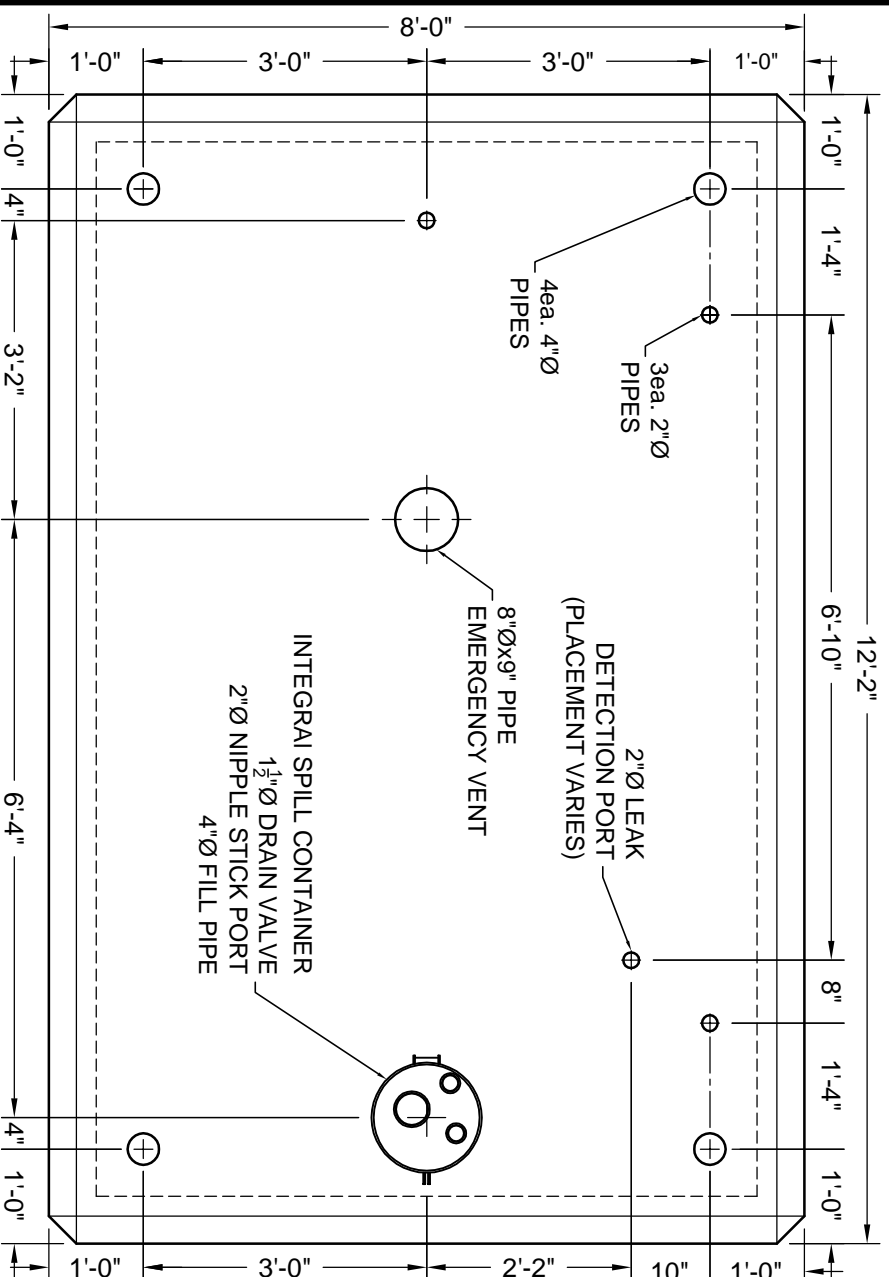 8'-0"
1'-0"
3'-0"
3'-0"
1'-0"
12'-2"
1'-0"
1'-4"
6'-10"
8"
1'-4"
1'-0"
1'-0"
4"
3'-2"
6'-4"
4"
1'-0"
4ea. 4"Ø
PIPES
3ea. 2"Ø
PIPES
8"Øx9" PIPE
EMERGENCY VENT
2"Ø LEAK
DETECTION PORT
(PLACEMENT VARIES)
INTEGRAI SPILL CONTAINER
1½"Ø DRAIN VALVE
2"Ø NIPPLE STICK PORT
4"Ø FILL PIPE
1'-0"
3'-0"
2'-2"
10"
1'-0"